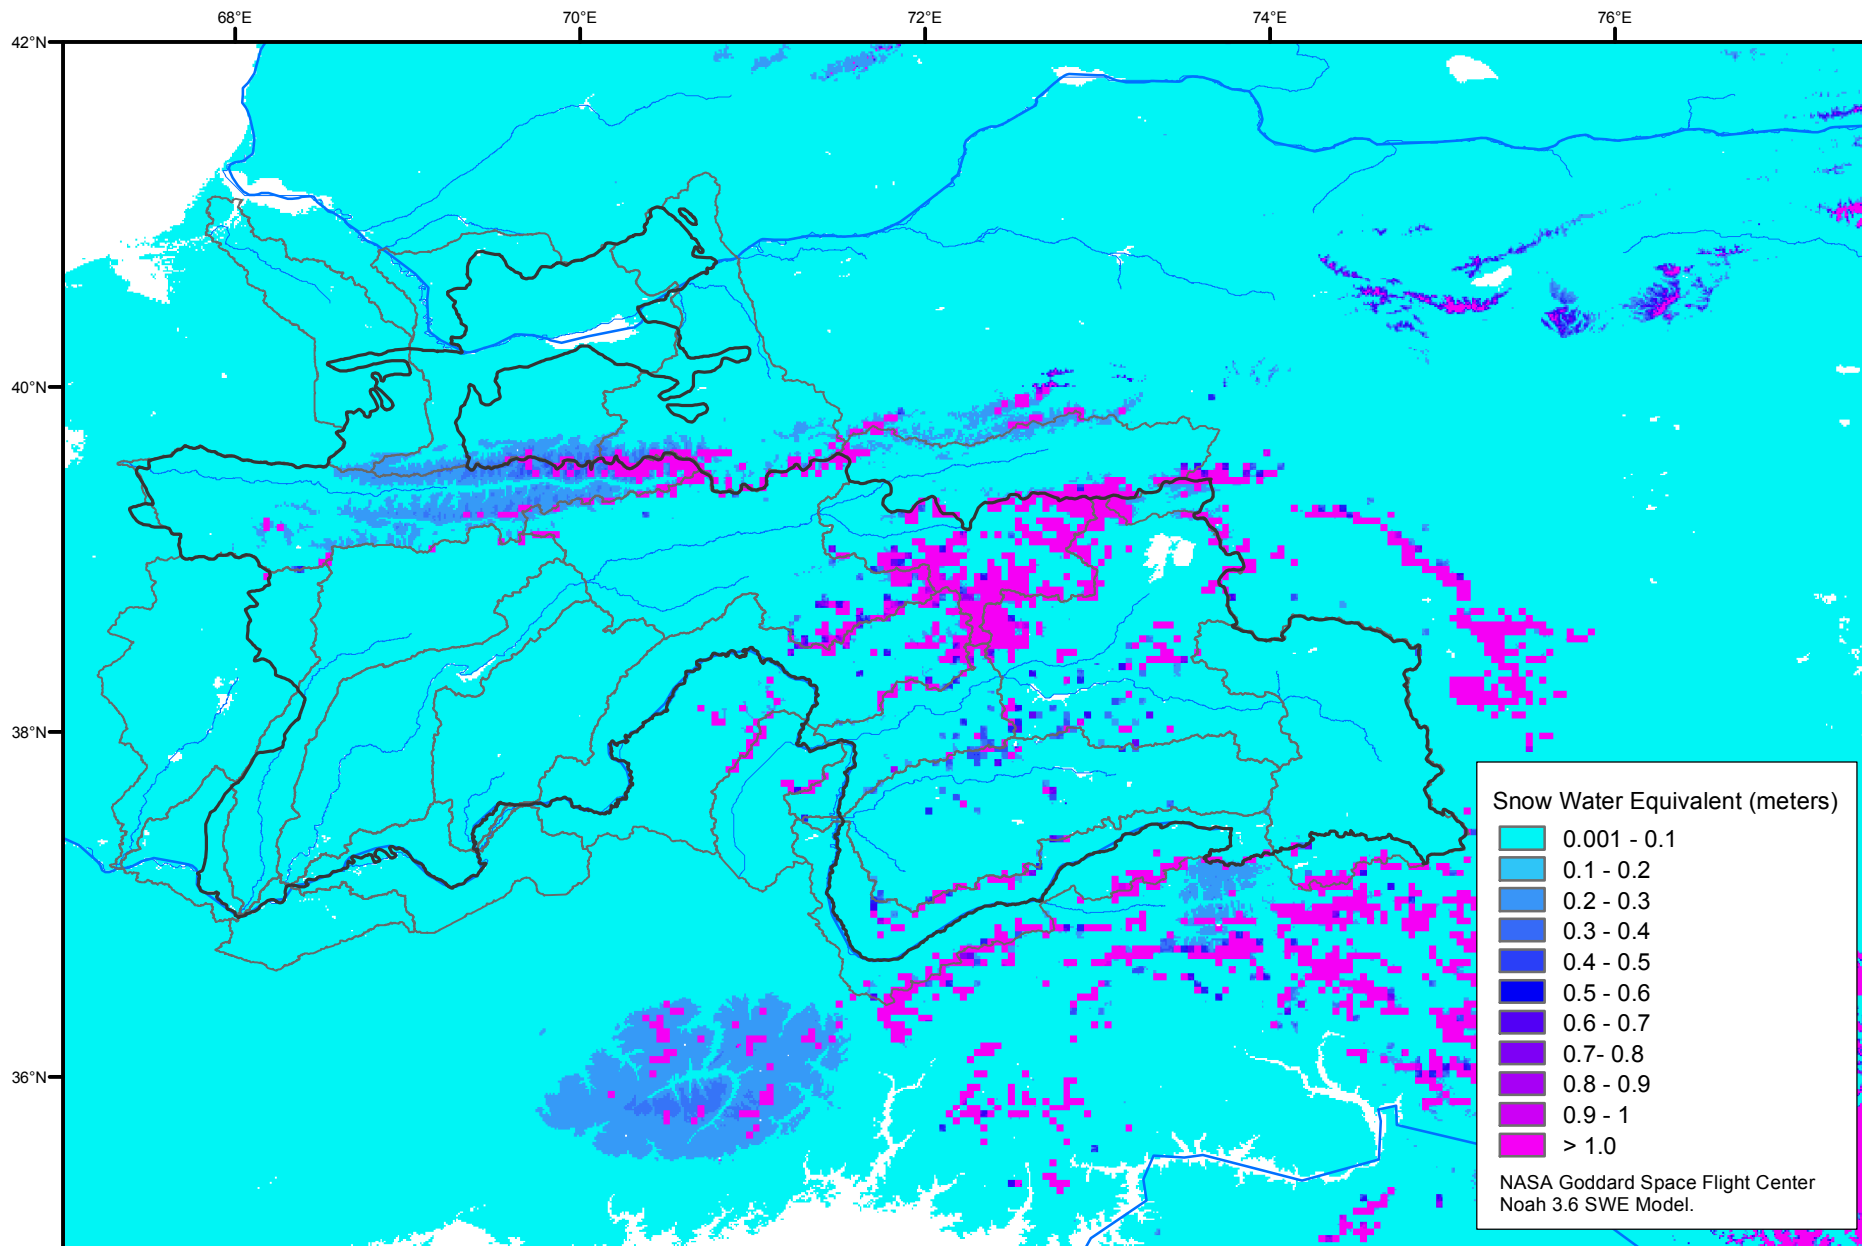 68°E
70°E
72°E
74°E
76°E
42°N
40°N
38°N
36°N
Snow Water Equivalent (meters)
0.001 - 0.1
0.1 - 0.2
0.2 - 0.3
0.3 - 0.4
0.4 - 0.5
0.5 - 0.6
0.6 - 0.7
0.7- 0.8
0.8 - 0.9
0.9 - 1
> 1.0
NASA Goddard Space Flight Center
Noah 3.6 SWE Model.